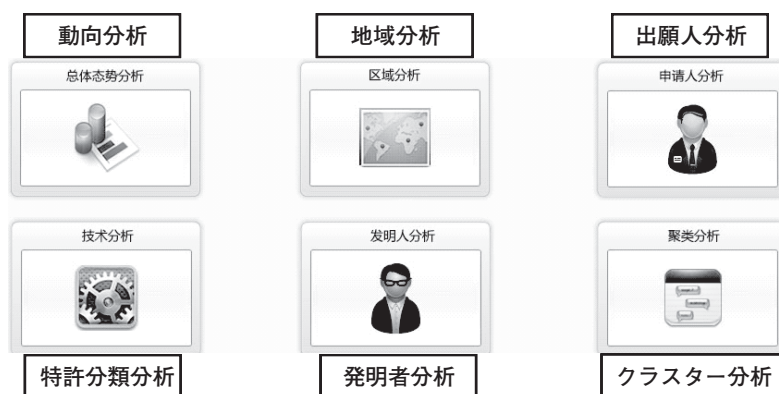 動向分析
地域分析
出願人分析
总体态势分析
区域分析
申请人分析
技术分析
发明人分析
聚类分析
特許分類分析
発明者分析
クラスター分析